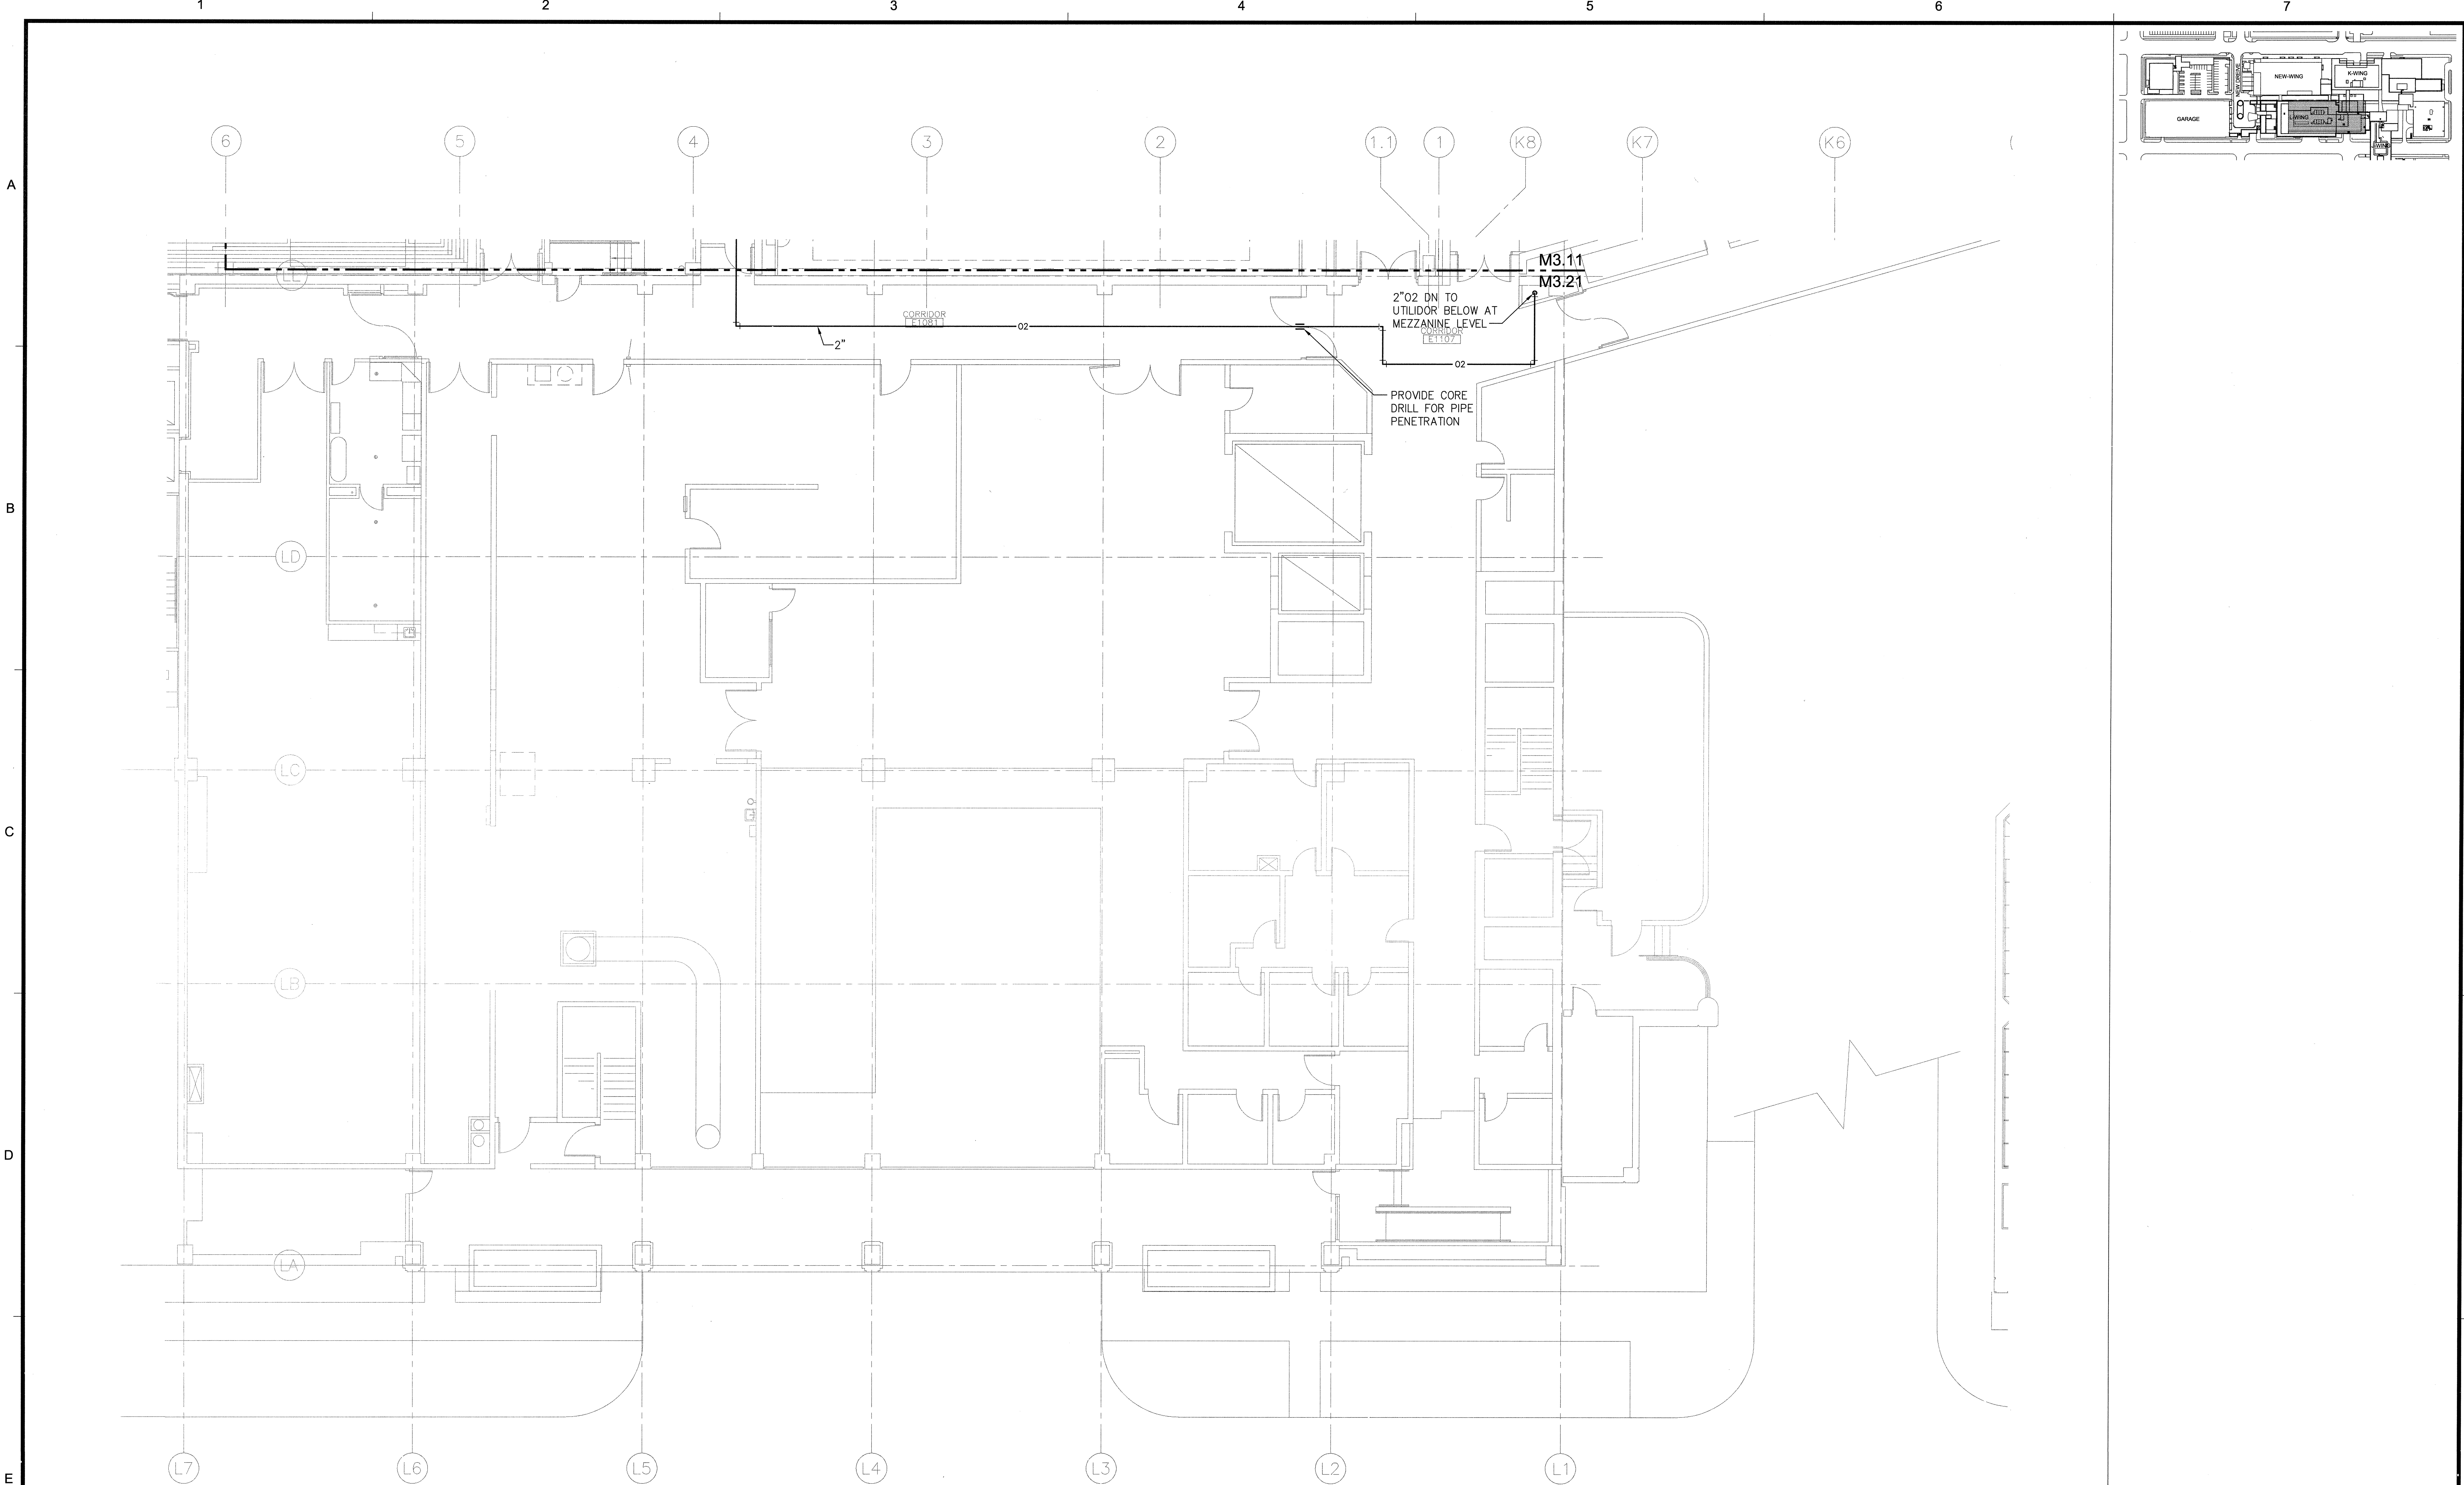 1 2 3 4 5 6 7
NEW DRIVE
NEW-WING
K-WING
GARAGE
L-WING
6 5 4 3 2 1.1 1 K8 K7 K6
A
M3.11
LE
M3.21
2"O2 DN TO
UTILIDOR BELOW AT
MEZZANINE LEVEL
CORRIDOR
E1081
O2
CORRIDOR
E1107
2"
O2
PROVIDE CORE
DRILL FOR PIPE
PENETRATION
B
LD
LC
C
LB
D
LA
L7 L6 L5 L4 L3 L2 L1
E